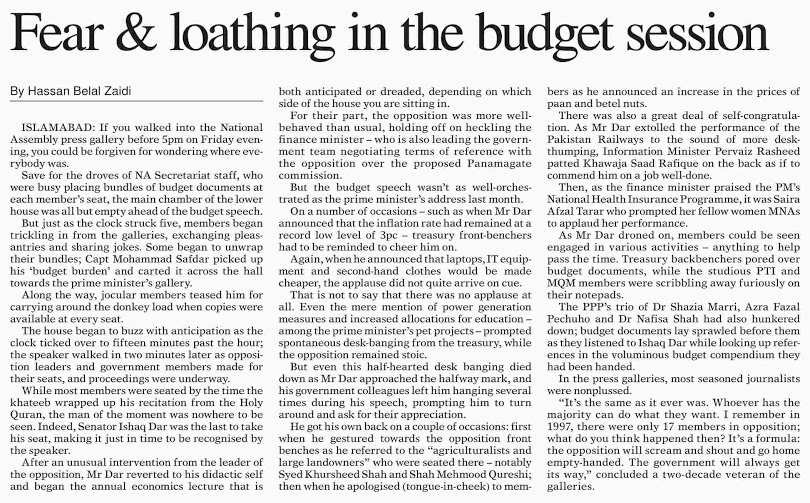 Fear & loathing in the budget session
By Hassan Belal Zaidi
ISLAMABAD: If you walked into the National
Assembly press gallery before 5pm on Friday even-
ing, you could be forgiven for wondering where eve-
rybody was.
Save for the droves of NA Secretariat staff, who
were busy placing bundles of budget documents at
each member's seat, the main chamber of the lower
house was all but empty ahead of the budget speech.
But just as the clock struck five, members began
trickling in from the galleries, exchanging pleas-
antries and sharing jokes. Some began to unwrap
their bundles; Capt Mohammad Safdar picked up
his 'budget burden' and carted it across the hall
towards the prime minister's gallery.
Along the way, jocular members teased him for
carrying around the donkey load when copies were
available at every seat.
The house began to buzz with anticipation as the
clock ticked over to fifteen minutes past the hour;
the speaker walked in two minutes later as opposi-
tion leaders and government members made for
their seats, and proceedings were underway.
While most members were seated by the time the
khateeb wrapped up his recitation from the Holy
Quran, the man of the moment was nowhere to be
seen. Indeed, Senator Ishaq Dar was the last to take
his seat, making it just in time to be recognised by
the speaker.
After an unusual intervention from the leader of
the opposition, Mr Dar reverted to his didactic self
and began the annual economics lecture that is
both anticipated or dreaded, depending on which
side of the house you are sitting in.
For their part, the opposition was more well-
behaved than usual, holding off on heckling the
finance minister – who is also leading the govern-
ment team negotiating terms of reference with
the opposition over the proposed Panamagate
commission.
But the budget speech wasn't as well-orches-
trated as the prime minister's address last month.
On a number of occasions – such as when Mr Dar
announced that the inflation rate had remained at a
record low level of 3pc – treasury front-benchers
had to be reminded to cheer him on.
Again, when he announced that laptops, IT equip-
ment and second-hand clothes would be made
cheaper, the applause did not quite arrive on cue.
That is not to say that there was no applause at
all. Even the mere mention of power generation
measures and increased allocations for education –
among the prime minister's pet projects – prompted
spontaneous desk-banging from the treasury, while
the opposition remained stoic.
But even this half-hearted desk banging died
down as Mr Dar approached the halfway mark, and
his government colleagues left him hanging several
times during his speech, prompting him to turn
around and ask for their appreciation.
He got his own back on a couple of occasions: first
when he gestured towards the opposition front
benches as he referred to the "agriculturalists and
large landowners" who were seated there – notably
Syed Khursheed Shah and Shah Mehmood Qureshi;
then when he apologised (tongue-in-cheek) to mem-
bers as he announced an increase in the prices of
paan and betel nuts.
There was also a great deal of self-congratula-
tion. As Mr Dar extolled the performance of the
Pakistan Railways to the sound of more desk-
thumping, Information Minister Pervaiz Rasheed
patted Khawaja Saad Rafique on the back as if to
commend him on a job well-done.
Then, as the finance minister praised the PM's
National Health Insurance Programme, it was Saira
Afzal Tarar who prompted her fellow women MNAs
to applaud her performance.
As Mr Dar droned on, members could be seen
engaged in various activities – anything to help
pass the time. Treasury backbenchers pored over
budget documents, while the studious PTI and
MQM members were scribbling away furiously on
their notepads.
The PPP's trio of Dr Shazia Marri, Azra Fazal
Pechuho and Dr Nafisa Shah had also hunkered
down; budget documents lay sprawled before them
as they listened to Ishaq Dar while looking up refer-
ences in the voluminous budget compendium they
had been handed.
In the press galleries, most seasoned journalists
were nonplussed.
"It's the same as it ever was. Whoever has the
majority can do what they want. I remember in
1997, there were only 17 members in opposition;
what do you think happened then? It's a formula:
the opposition will scream and shout and go home
empty-handed. The government will always get
its way," concluded a two-decade veteran of the
galleries.